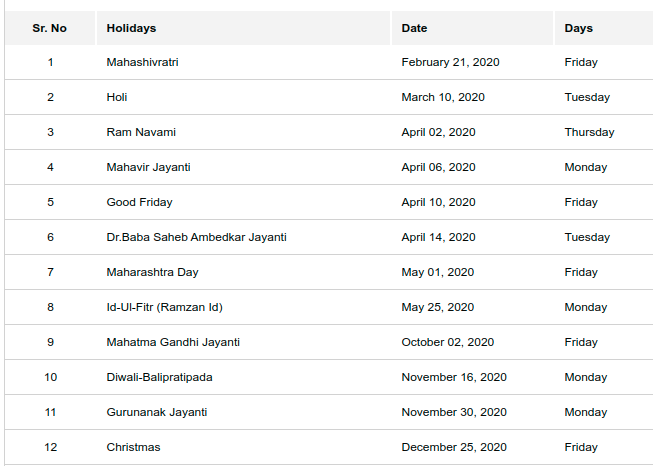 Sr. No Holidays Date Days
1 Mahashivratri February 21, 2020 Friday
2 Holi March 10, 2020 Tuesday
3 Ram Navami April 02, 2020 Thursday
4 Mahavir Jayanti April 06, 2020 Monday
5 Good Friday April 10, 2020 Friday
6 Dr.Baba Saheb Ambedkar Jayanti April 14, 2020 Tuesday
7 Maharashtra Day May 01, 2020 Friday
8 Id-Ul-Fitr (Ramzan Id) May 25, 2020 Monday
9 Mahatma Gandhi Jayanti October 02, 2020 Friday
10 Diwali-Balipratipada November 16, 2020 Monday
11 Gurunanak Jayanti November 30, 2020 Monday
12 Christmas December 25, 2020 Friday